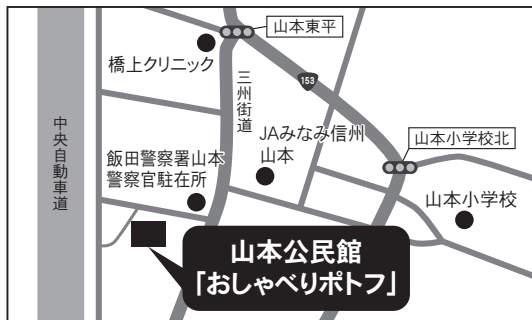 山本東平
橋上クリニック
三州街道
153
中央自動車道
JAみなみ信州
山本
山本小学校北
飯田警察署山本
警察官駐在所
山本小学校
山本公民館
「おしゃべりポトフ」